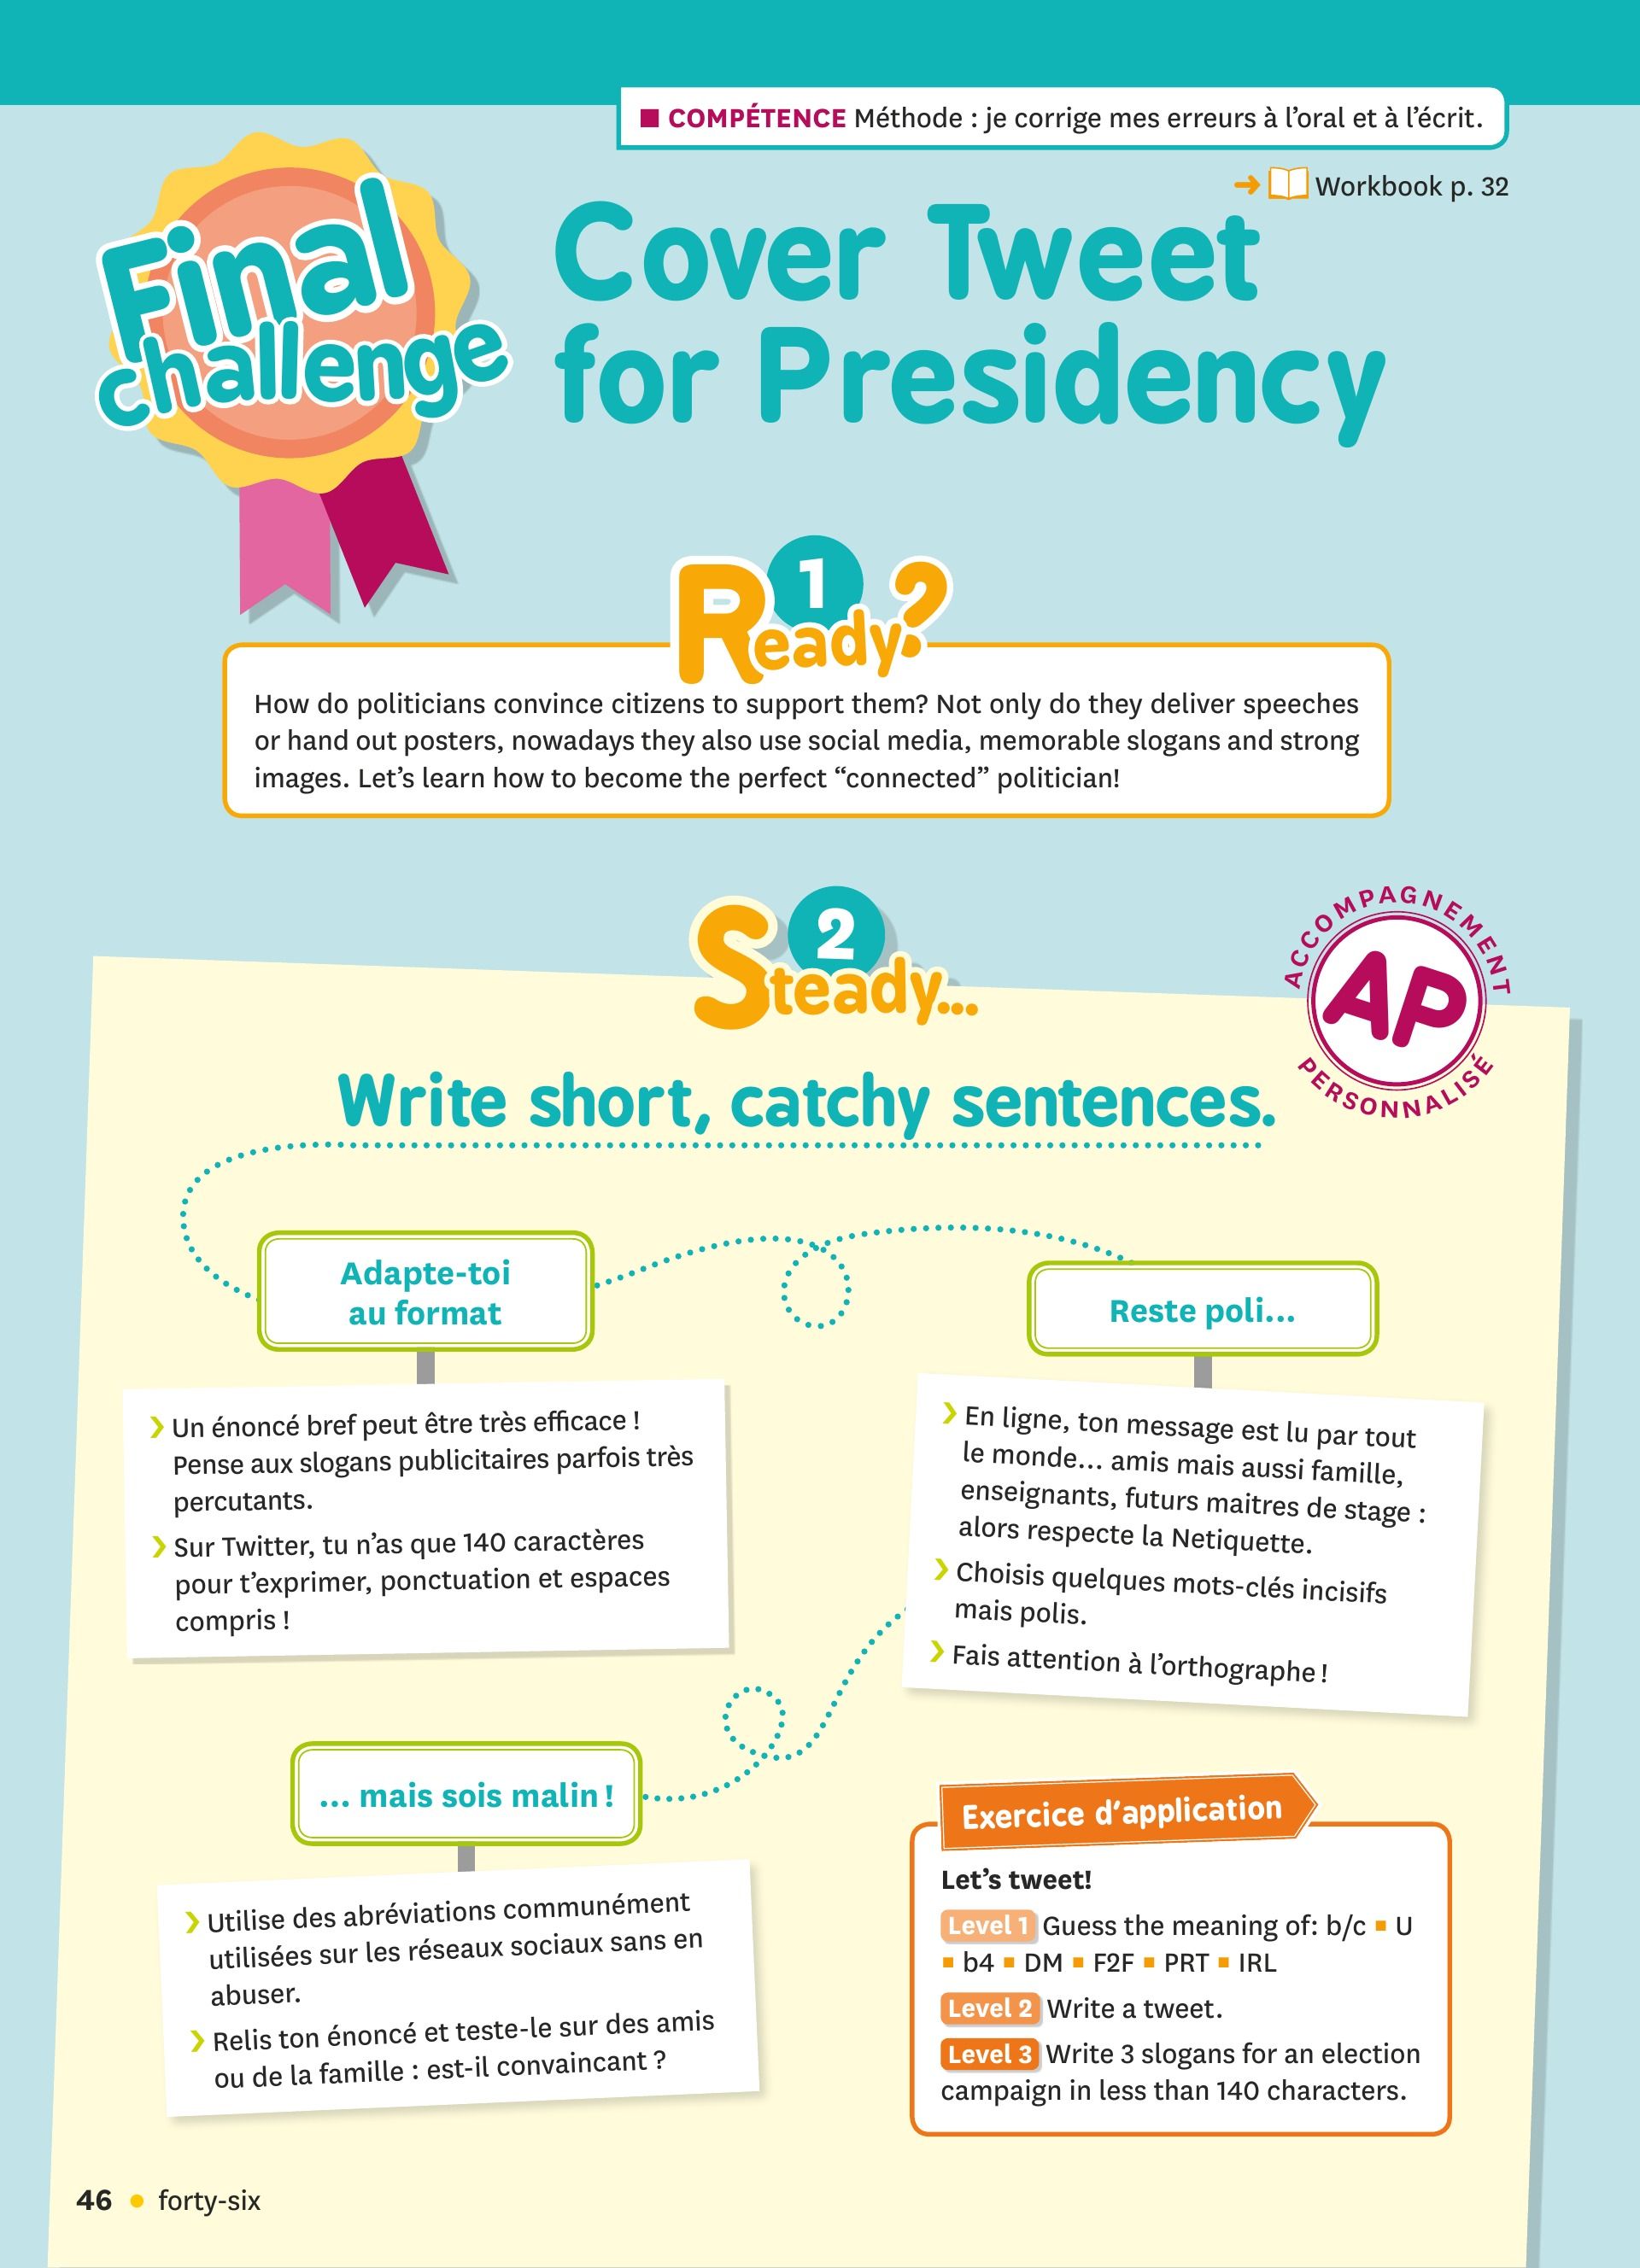 ■ COMPÉTENCE Méthode : je corrige mes erreurs à l’oral et à l’écrit.
➜ Workbook p. 32
Final
challenge
Cover Tweet
for Presidency
1
Ready?
How do politicians convince citizens to support them? Not only do they deliver speeches
or hand out posters, nowadays they also use social media, memorable slogans and strong
images. Let’s learn how to become the perfect “connected” politician!
2
Steady...
ACCOMPAGNEMENT
AP
PERSONNALISÉ
Write short, catchy sentences.
Adapte-toi
au format
› Un énoncé bref peut être très efficace !
Pense aux slogans publicitaires parfois très
percutants.
› Sur Twitter, tu n’as que 140 caractères
pour t’exprimer, ponctuation et espaces
compris !
Reste poli...
› En ligne, ton message est lu par tout
le monde... amis mais aussi famille,
enseignants, futurs maitres de stage :
alors respecte la Netiquette.
› Choisis quelques mots-clés incisifs
mais polis.
› Fais attention à l’orthographe !
... mais sois malin !
› Utilise des abréviations communément
utilisées sur les réseaux sociaux sans en
abuser.
› Relis ton énoncé et teste-le sur des amis
ou de la famille : est-il convaincant ?
Exercice d’application
Let’s tweet!
Level 1 Guess the meaning of: b/c ▪ U
▪ b4 ▪ DM ▪ F2F ▪ PRT ▪ IRL
Level 2 Write a tweet.
Level 3 Write 3 slogans for an election
campaign in less than 140 characters.
46 • forty-six